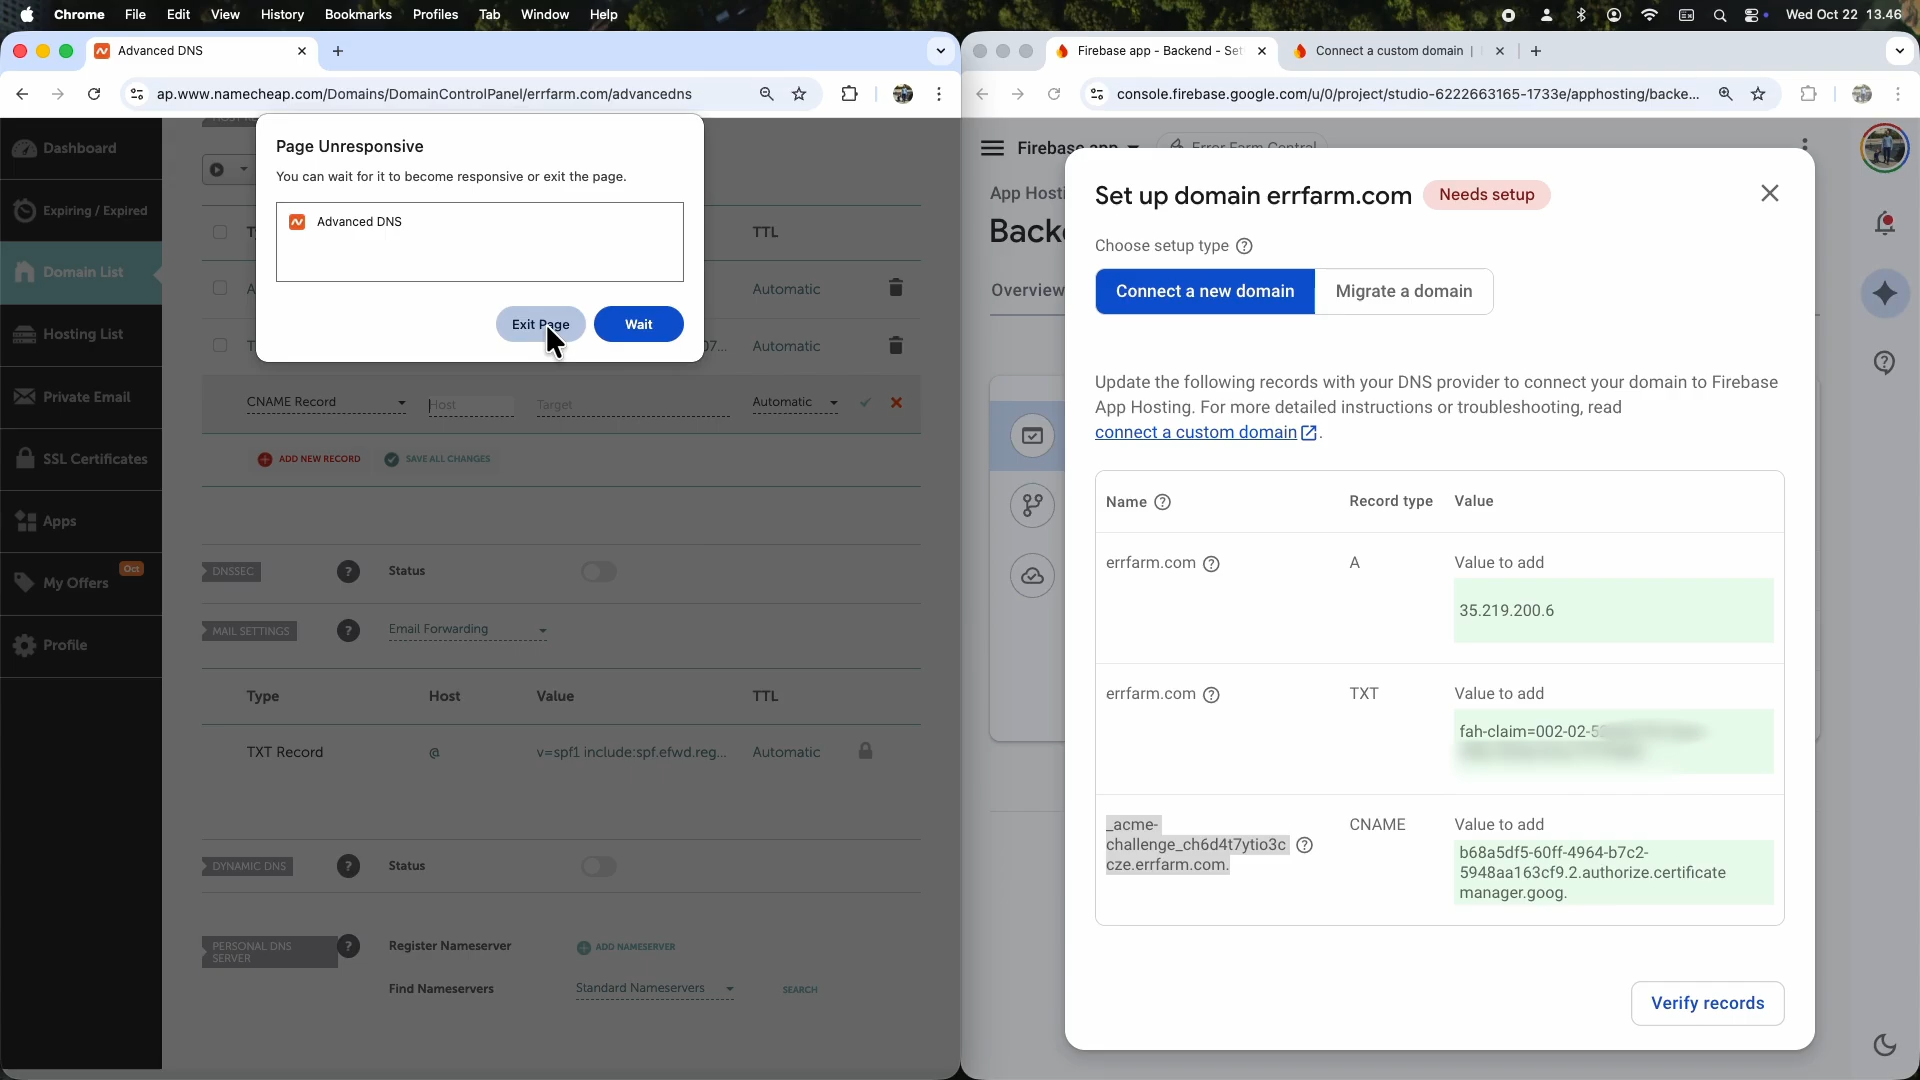 Chrome File Edit View History Bookmarks Profiles Tab Window Help
Wed Oct 22 13.46
Advanced DNS
ap.www.namecheap.com/Domains/DomainControlPanel/errfarm.com/advancedns
Dashboard
Expiring / Expired
Domain List
Hosting List
Private Email
SSL Certificates
Apps
My Offers
Oct
Profile
Page Unresponsive
You can wait for it to become responsive or exit the page.
Advanced DNS
Exit Page
Wait
TTL
Automatic
07... Automatic
CNAME Record Host Target Automatic
ADD NEW RECORD SAVE ALL CHANGES
DNSSEC ? Status
MAIL SETTINGS ? Email Forwarding
Type Host Value TTL
TXT Record @ v=spf1 include:spf.efwd.reg... Automatic
DYNAMIC DNS ? Status
PERSONAL DNS
SERVER
? Register Nameserver ADD NAMESERVER
Find Nameservers Standard Nameservers SEARCH
Firebase app - Backend - Set
Connect a custom domain |
console.firebase.google.com/u/0/project/studio-6222663165-1733e/apphosting/backe...
Firebase app
Error Farm Central
App Hosti
Back
Overview
Set up domain errfarm.com Needs setup
Choose setup type ?
Connect a new domain Migrate a domain
Update the following records with your DNS provider to connect your domain to Firebase
App Hosting. For more detailed instructions or troubleshooting, read
connect a custom domain .
Name ? Record type Value
errfarm.com ? A Value to add
35.219.200.6
errfarm.com ? TXT Value to add
fah-claim=002-02-5
_acme-
challenge_ch6d4t7ytio3c
cze.errfarm.com.
? CNAME Value to add
b68a5df5-60ff-4964-b7c2-
5948aa163cf9.2.authorize.certificate
manager.goog.
Verify records